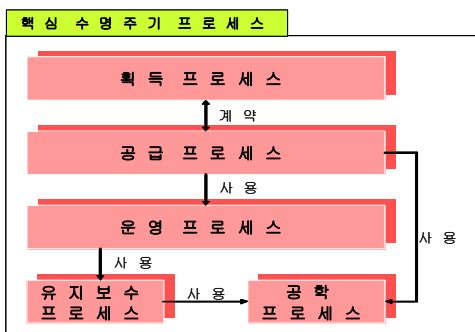 핵심 수명주기 프로세스
획득 프로세스
계약
공급 프로세스
사용
운영 프로세스
사용
사용
유지보수
프로세스
사용
공학
프로세스